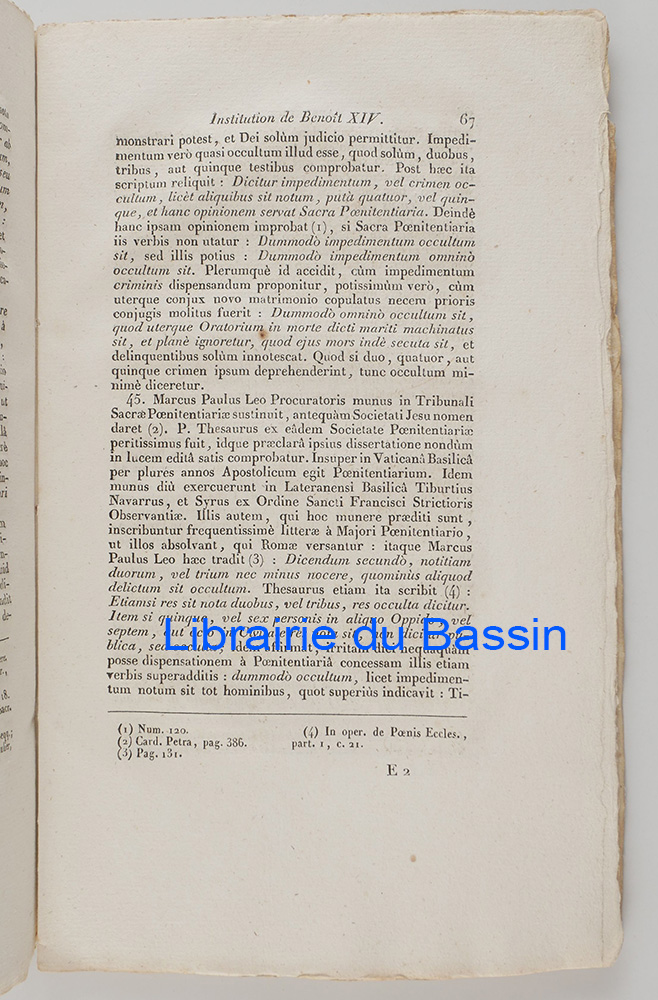 Institution de Benoît XIV. 67
monstrari potest, et Dei solùm judicio permittitur. Impedi-
mentum verò quasi occultum illud esse, quod solùm, duobus,
tribus, aut quinque testibus comprobatur. Post hæc ita
scriptum reliquit : Dicitur impedimentum, vel crimen oc-
cultum, licèt aliquibus sit notum, putà quatuor, vel quin-
que, et hanc opinionem servat Sacra Pœnitentiaria. Deindè
hanc ipsam opinionem improbat (1), si Sacra Pœnitentiaria
iis verbis non utatur : Dummodò impedimentum occultum
sit, sed illis potius : Dummodò impedimentum omninò
occultum sit. Plerumquè id accidit, cùm impedimentum
criminis dispensandum proponitur, potissimùm verò, cùm
uterque conjux novo matrimonio copulatus necem prioris
conjugis molitus fuerit : Dummodò omninò occultum sit,
quod uterque Oratorium in morte dicti mariti machinatus
sit, et planè ignoretur, quod ejus mors indè secuta sit, et
delinquentibus solùm innotescat. Quod si duo, quatuor, aut
quinque crimen ipsum deprehenderint, tunc occultum mi-
nimè diceretur.
45. Marcus Paulus Leo Procuratoris munus in Tribunali
Sacræ Pœnitentiariæ sustinuit, antequàm Societati Jesu nomen
daret (2). P. Thesaurus ex eâdem Societate Pœnitentiariæ
peritissimus fuit, idque præclarâ ipsius dissertatione nondùm
in lucem editâ satis comprobatur. Insuper in Vaticanâ Basilicâ
per plures annos Apostolicum egit Pœnitentiarium. Idem
munus diù exercuerunt in Lateranensi Basilicâ Tiburtius
Navarrus, et Syrus ex Ordine Sancti Francisci Strictioris
Observantiæ. Illis autem, qui hoc munere præditi sunt,
inscribuntur frequentissimè litteræ à Majori Pœnitentiario,
ut illos absolvant, qui Romæ versantur : itaque Marcus
Paulus Leo hæc tradit (3) : Dicendum secundò, notitiam
duorum, vel trium nec minus nocere, quominùs aliquod
delictum sit occultum. Thesaurus etiam ita scribit (4) :
Etiamsi res sit nota duobus, vel tribus, res occulta dicitur.
Item si quinque, vel sex personis in aliquo Oppido, vel
septem, aut
blica, sed nequaquàm
posse dispensationem à Pœnitentiariâ concessam illis etiam
verbis superadditis : dummodò occultum, licet impedimen-
tum notum sit tot hominibus, quot superiùs indicavit : Ti-
(1) Num. 120.
(2) Card. Petra, pag. 386.
(3) Pag. 131.
(4) In oper. de Pœnis Eccles.,
part. 1, c. 21.
E 2
Librairie du Bassin